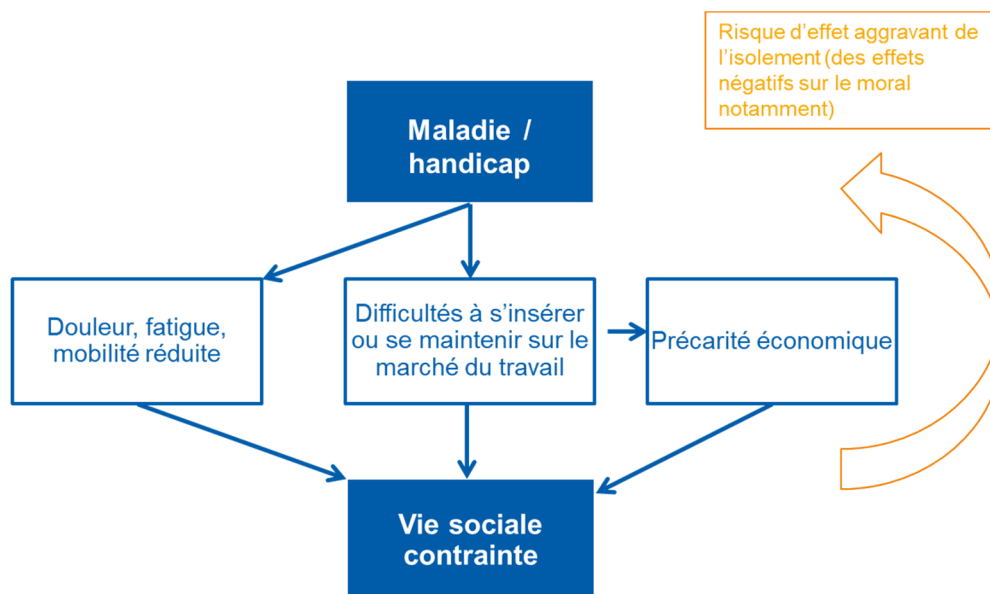 Risque d’effet aggravant de
l’isolement (des effets
négatifs sur le moral
notamment)
Maladie /
handicap
Douleur, fatigue,
mobilité réduite
Difficultés à s’insérer
ou se maintenir sur le
marché du travail
Précarité économique
Vie sociale
contrainte